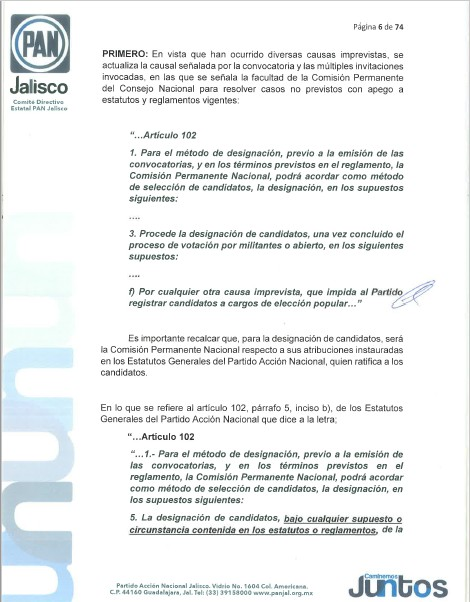 Página 6 de 74
PAN
Jalisco
Comité Directivo
Estatal PAN Jalisco
PRIMERO: En vista que han ocurrido diversas causas imprevistas, se
actualiza la causal señalada por la convocatoria y las múltiples invitaciones
invocadas, en las que se señala la facultad de la Comisión Permanente
del Consejo Nacional para resolver casos no previstos con apego a
estatutos y reglamentos vigentes:
“…Artículo 102
1. Para el método de designación, previo a la emisión de las
convocatorias, y en los términos previstos en el reglamento, la
Comisión Permanente Nacional, podrá acordar como método
de selección de candidatos, la designación, en los supuestos
siguientes:
....
3. Procede la designación de candidatos, una vez concluido el
proceso de votación por militantes o abierto, en los siguientes
supuestos:
....
f) Por cualquier otra causa imprevista, que impida al Partido
registrar candidatos a cargos de elección popular…”
Es importante recalcar que, para la designación de candidatos, será
la Comisión Permanente Nacional respecto a sus atribuciones instauradas
en los Estatutos Generales del Partido Acción Nacional, quien ratifica a los
candidatos.
En lo que se refiere al artículo 102, párrafo 5, inciso b), de los Estatutos
Generales del Partido Acción Nacional que dice a la letra;
“…Artículo 102
“…1.- Para el método de designación, previo a la emisión de
las convocatorias, y en los términos previstos en el
reglamento, la Comisión Permanente Nacional, podrá acordar
como método de selección de candidatos, la designación, en
los supuestos siguientes:
5. La designación de candidatos, bajo cualquier supuesto o
circunstancia contenida en los estatutos o reglamentos, de la
Partido Acción Nacional Jalisco. Vidrio No. 1604 Col. Americana.
C.P. 44160 Guadalajara, Jal. Tel: (33) 39158000 www.panjal.org.mx
Caminemos
Juntos